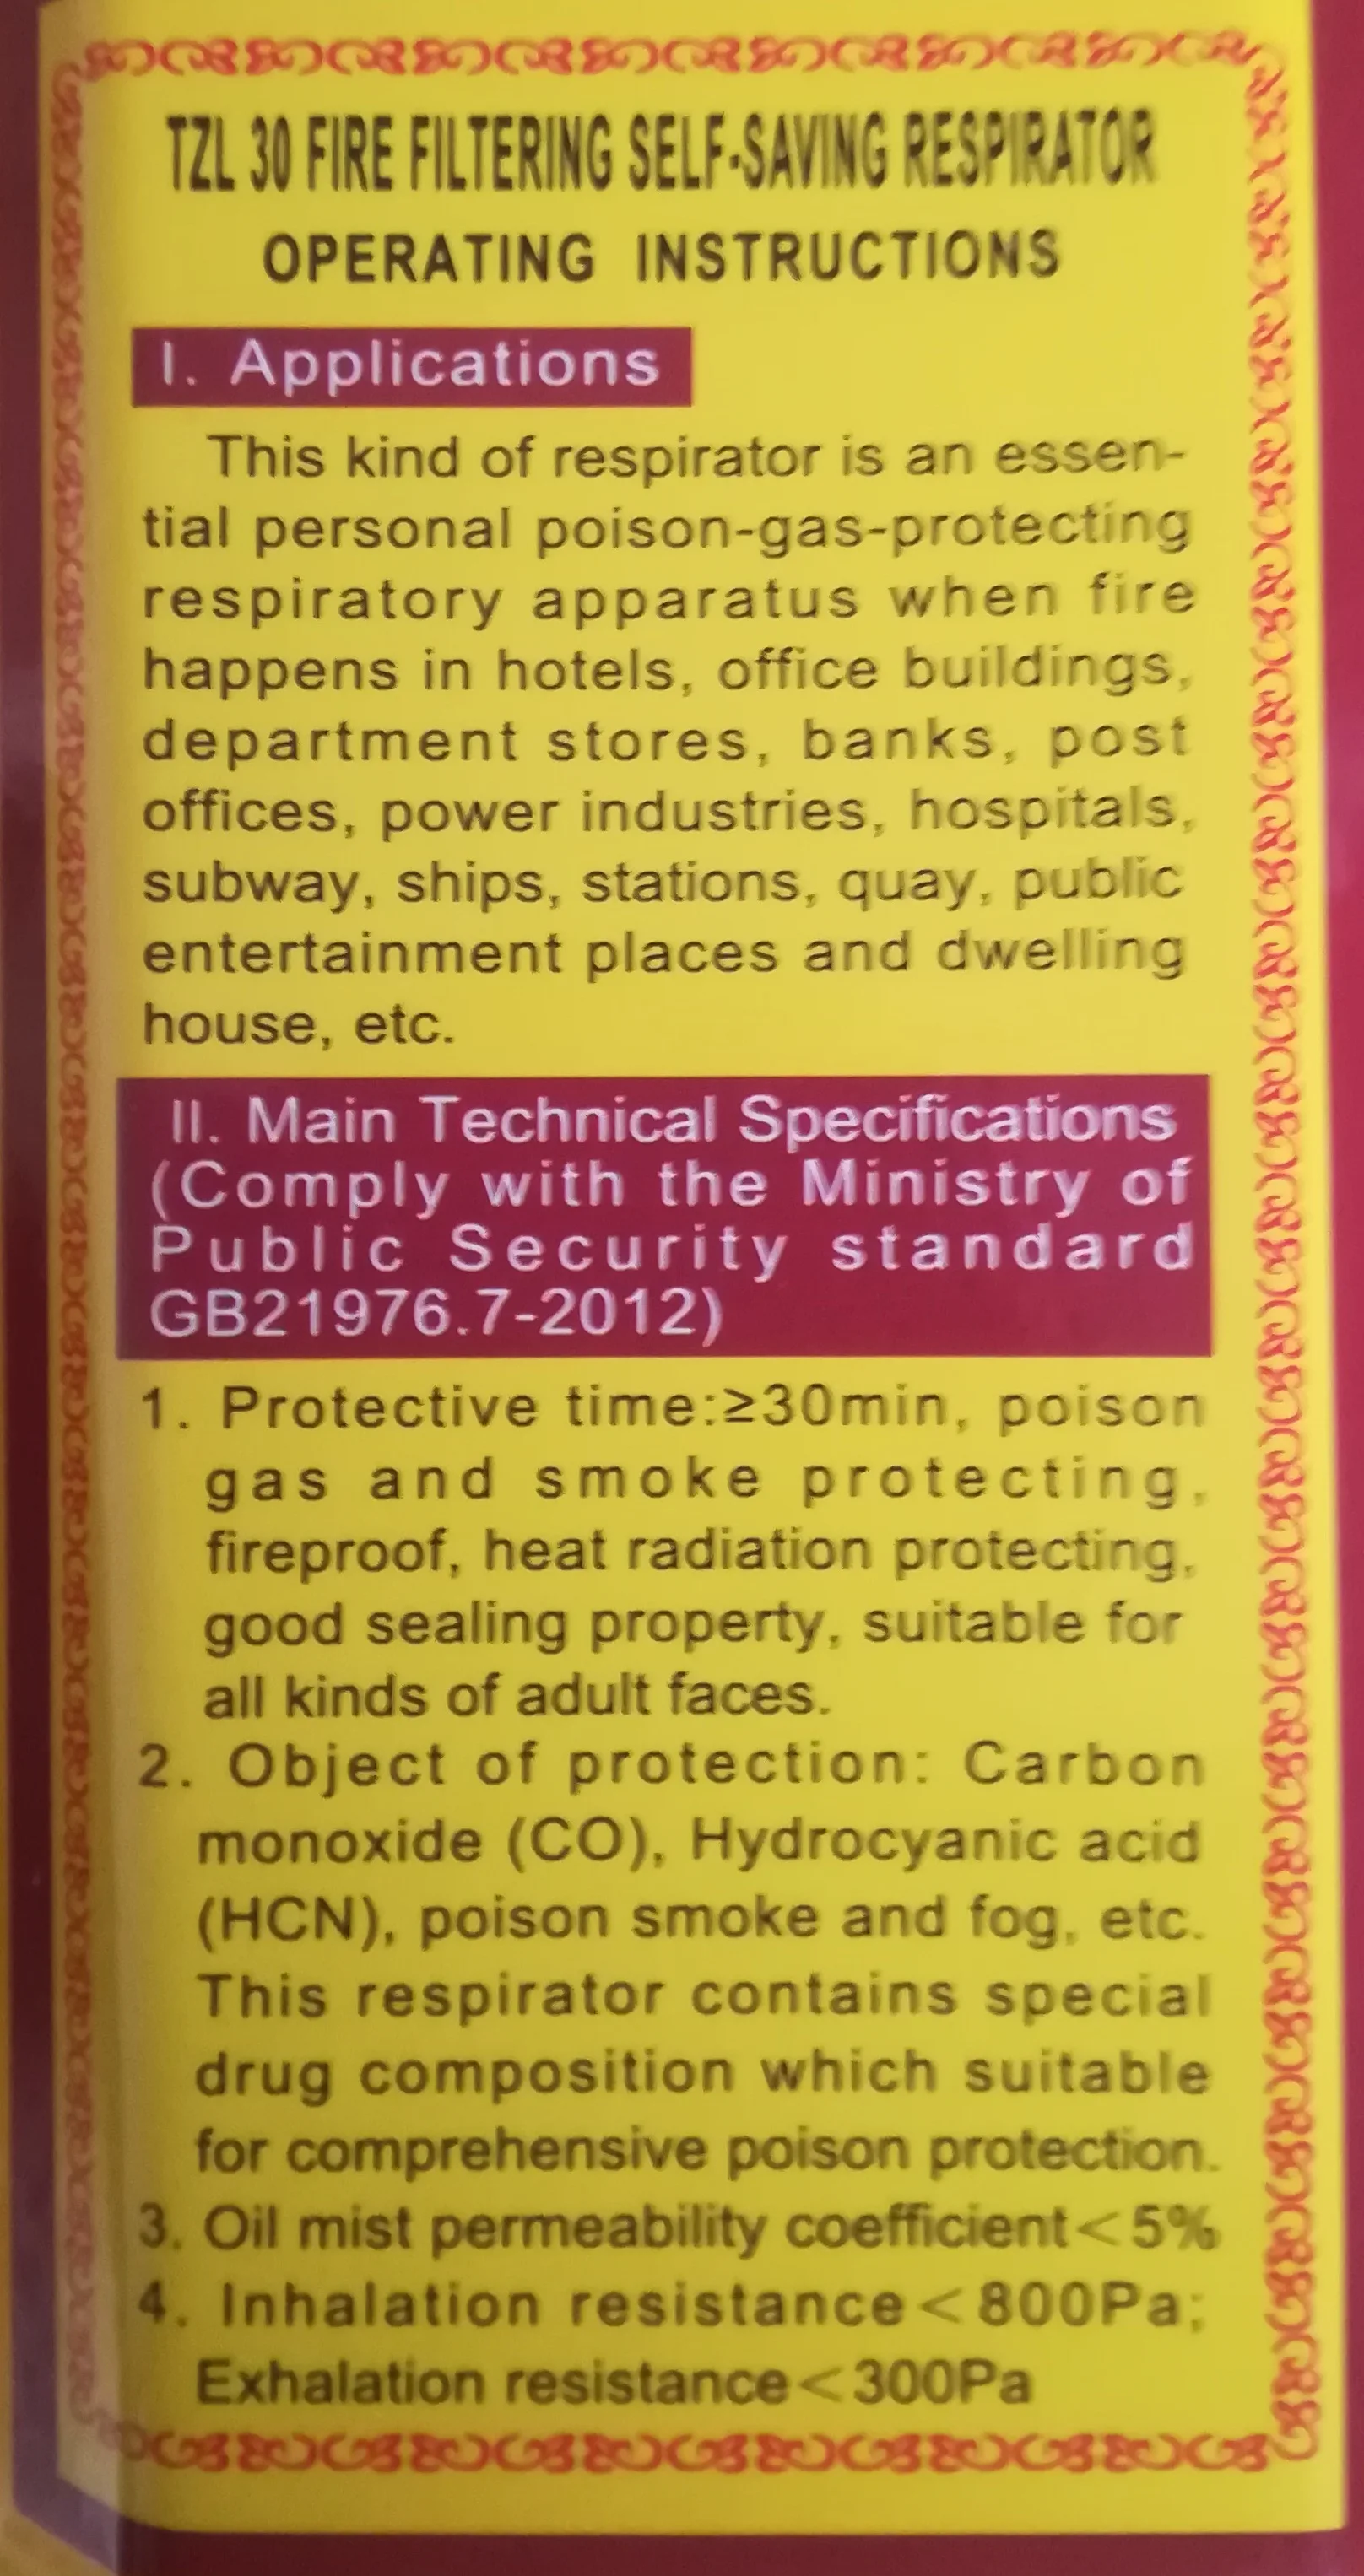 TZL 30 FIRE FILTERING SELF-SAVING RESPIRATOR
OPERATING INSTRUCTIONS
I. Applications
This kind of respirator is an essen-
tial personal poison-gas-protecting
respiratory apparatus when fire
happens in hotels, office buildings,
department stores, banks, post
offices, power industries, hospitals,
subway, ships, stations, quay, public
entertainment places and dwelling
house, etc.
II. Main Technical Specifications
(Comply with the Ministry of
Public Security standard
GB21976.7-2012)
1. Protective time:≥30min, poison
gas and smoke protecting,
fireproof, heat radiation protecting,
good sealing property, suitable for
all kinds of adult faces.
2. Object of protection: Carbon
monoxide (CO), Hydrocyanic acid
(HCN), poison smoke and fog, etc.
This respirator contains special
drug composition which suitable
for comprehensive poison protection.
3. Oil mist permeability coefficient<5%
4. Inhalation resistance<800Pa;
Exhalation resistance<300Pa